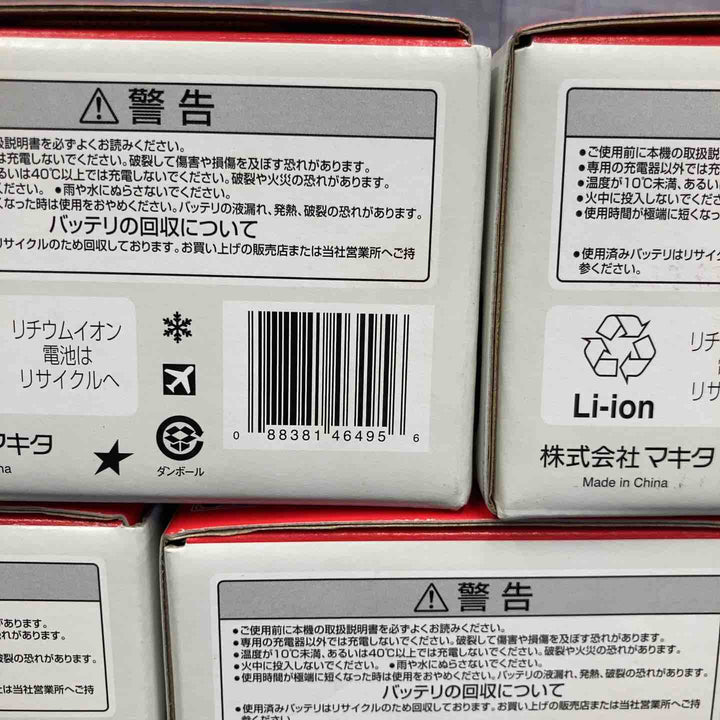 警告
扱説明書を必ずよくお読みください。
は充電しないでください。破裂して傷害や損傷を及ぼす恐れがあります。
るいは40℃以上では充電しないでください。破裂や火災の恐れがあります。
ださい。 ●雨や水にぬらさないでください。
くなった時は使用をおやめください。バッテリの液漏れ、発熱、破裂の恐れがあります。
バッテリの回収について
リサイクルのため回収しております。お買い上げの販売店または当社営業所へご持
リチウムイオン
電池は
リサイクルへ
0 88381 46495 6
マキタ
na
ダンボール
●ご使用前に本機の取扱説
●専用の充電器以外では充
●温度が10℃未満、あるい
●火中に投入しないでくださ
●使用時間が極端に短くなっ
●使用済みバッテリはリサイク
参ください。
Li-ion
リチ
リサ
株式会社マキタ
Made in China
があります。
れがあります。
破裂の恐れがあります。
たは当社営業所へご持
警告
●ご使用前に本機の取扱説明書を必ずよくお読みください。
●専用の充電器以外では充電しないでください。破裂して傷害や損傷を及ぼす恐れがあります。
●温度が10℃未満、あるいは40℃以上では充電しないでください。破裂や火災の恐れがあります。
●火中に投入しないでください。 ●雨や水にぬらさないでください。
●使用時間が極端に短くなった時は使用をおやめください。バッテリの液漏れ、発熱、破裂の恐れがあります。
バッテリの回収について
●使用済みバッテリはリサイクルのため回収しております。お買い上げの販売店または当社営業所へご持